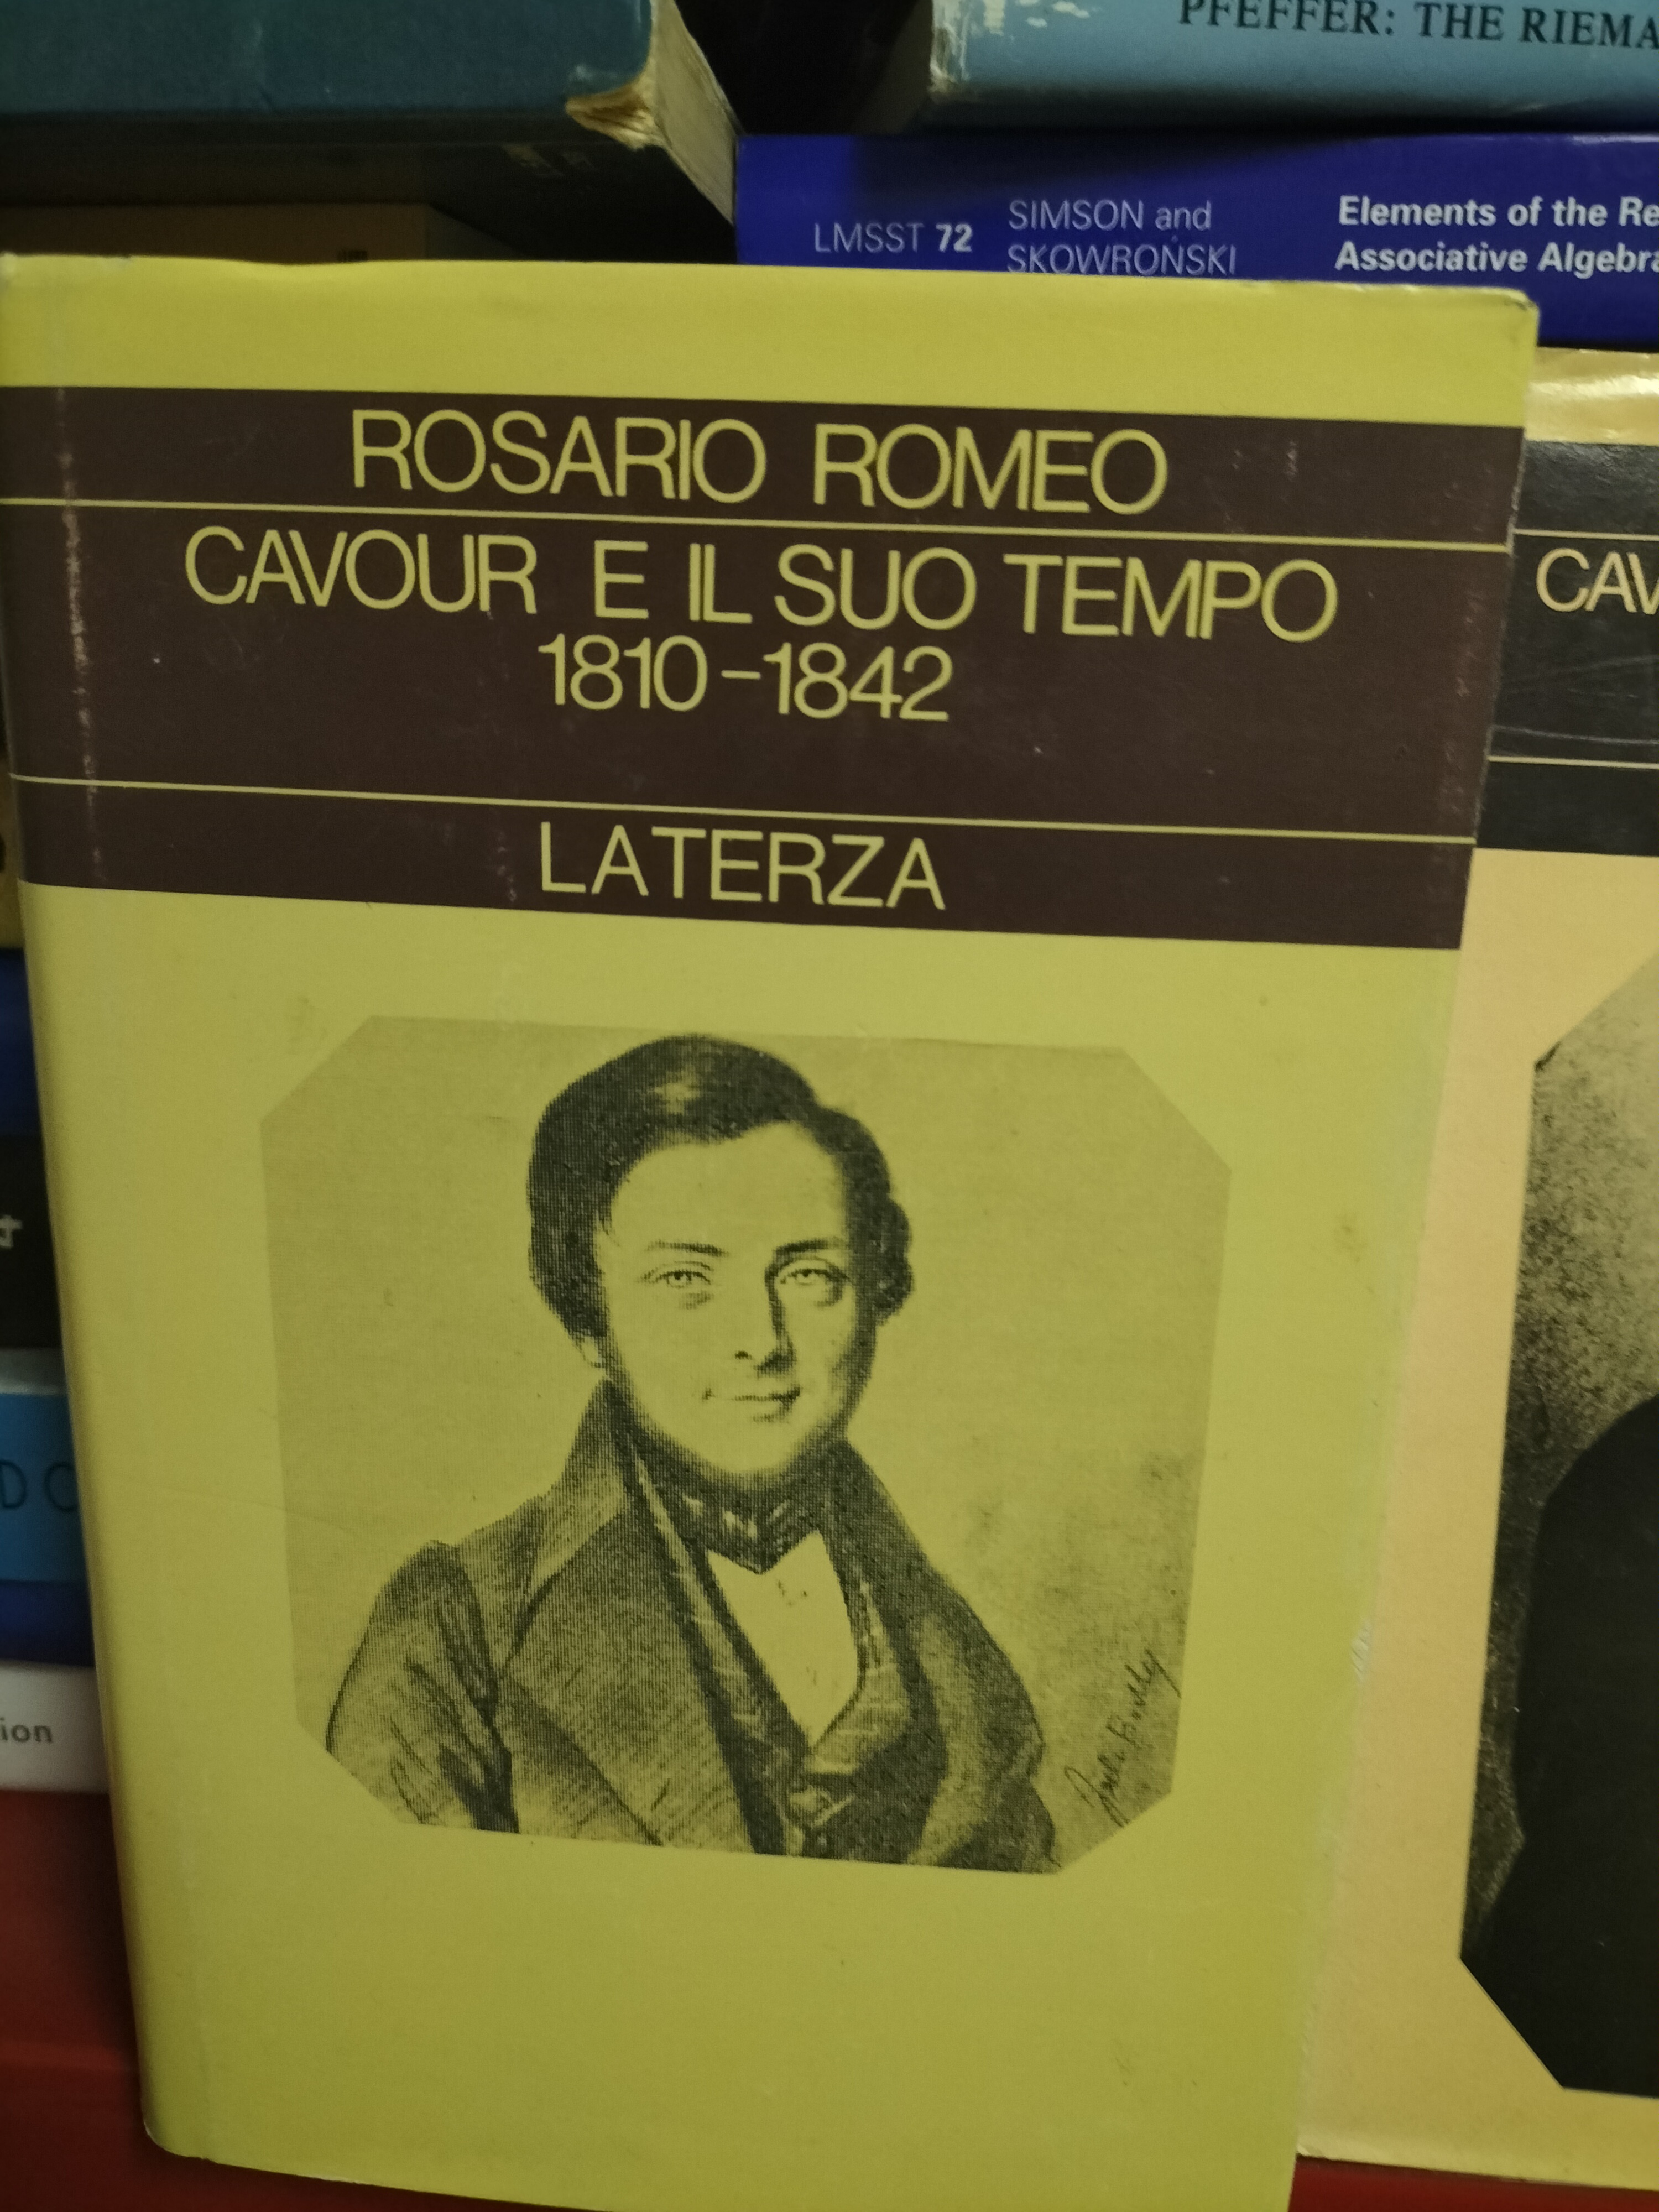 PFEFFER: THE RIEMA
LMSST 72
SIMSON and
SKOWROŃSKI
Elements of the Re
Associative Algebra
ROSARIO ROMEO
CAVOUR E IL SUO TEMPO
1810-1842
LATERZA
CAV
D C
ion